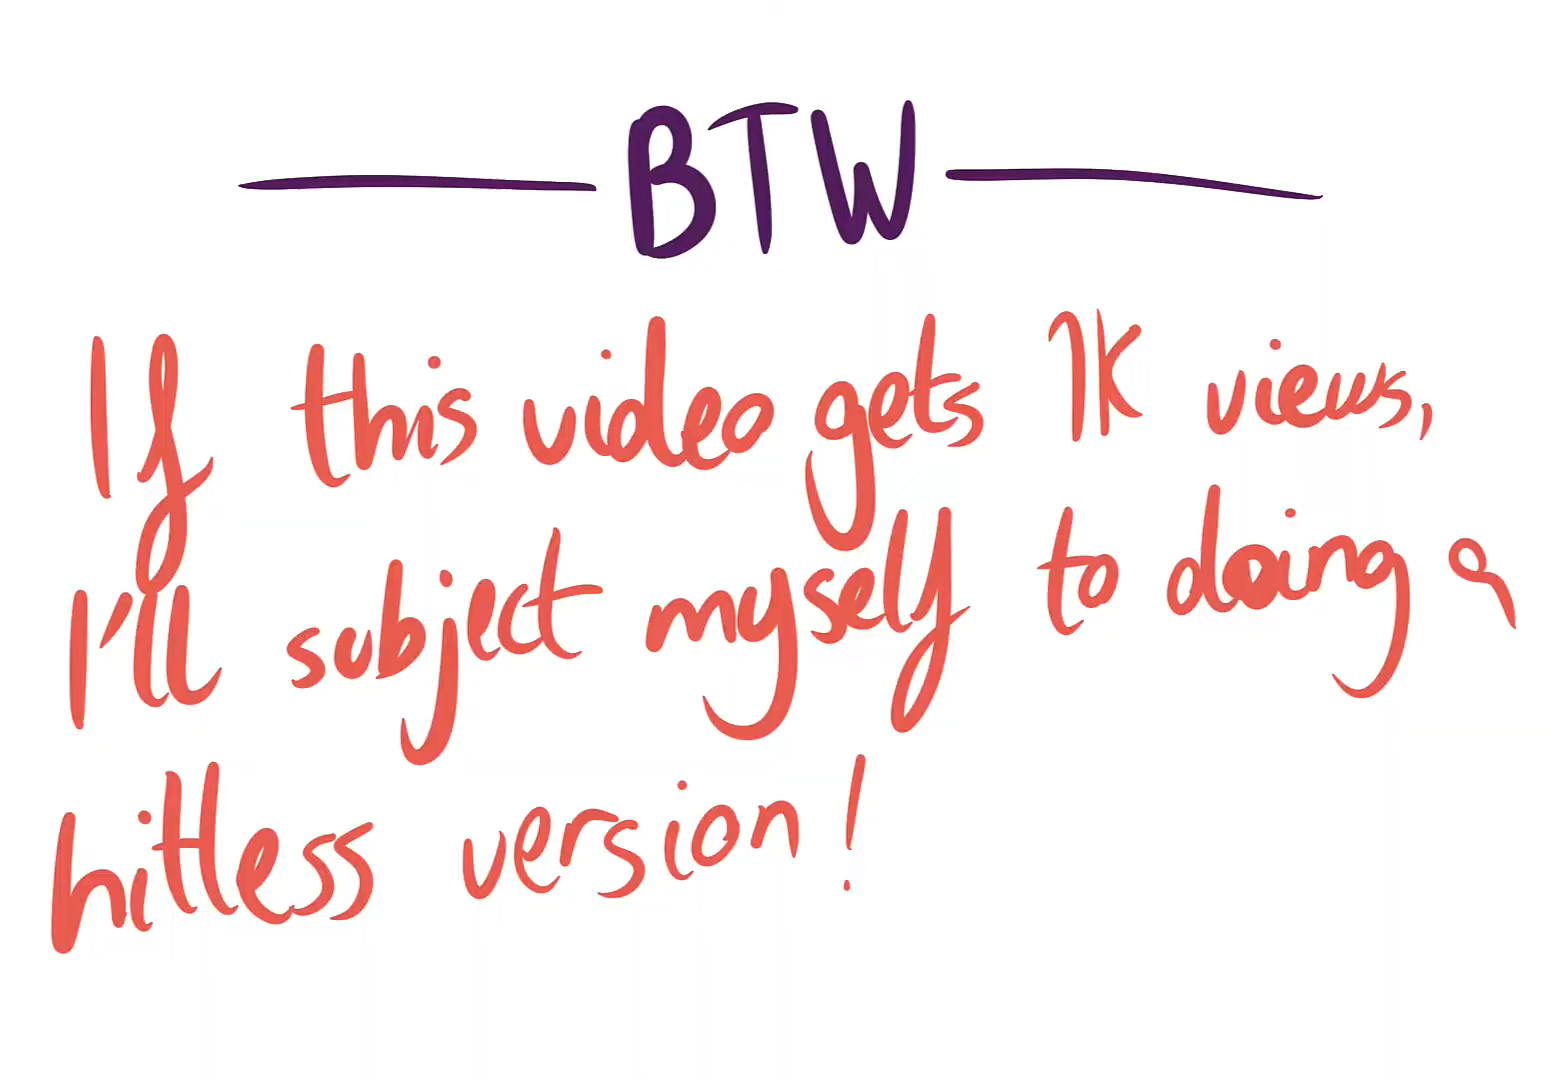 BTW
If this video gets 1K views,
I'll subject myself to doing a
hitless version!